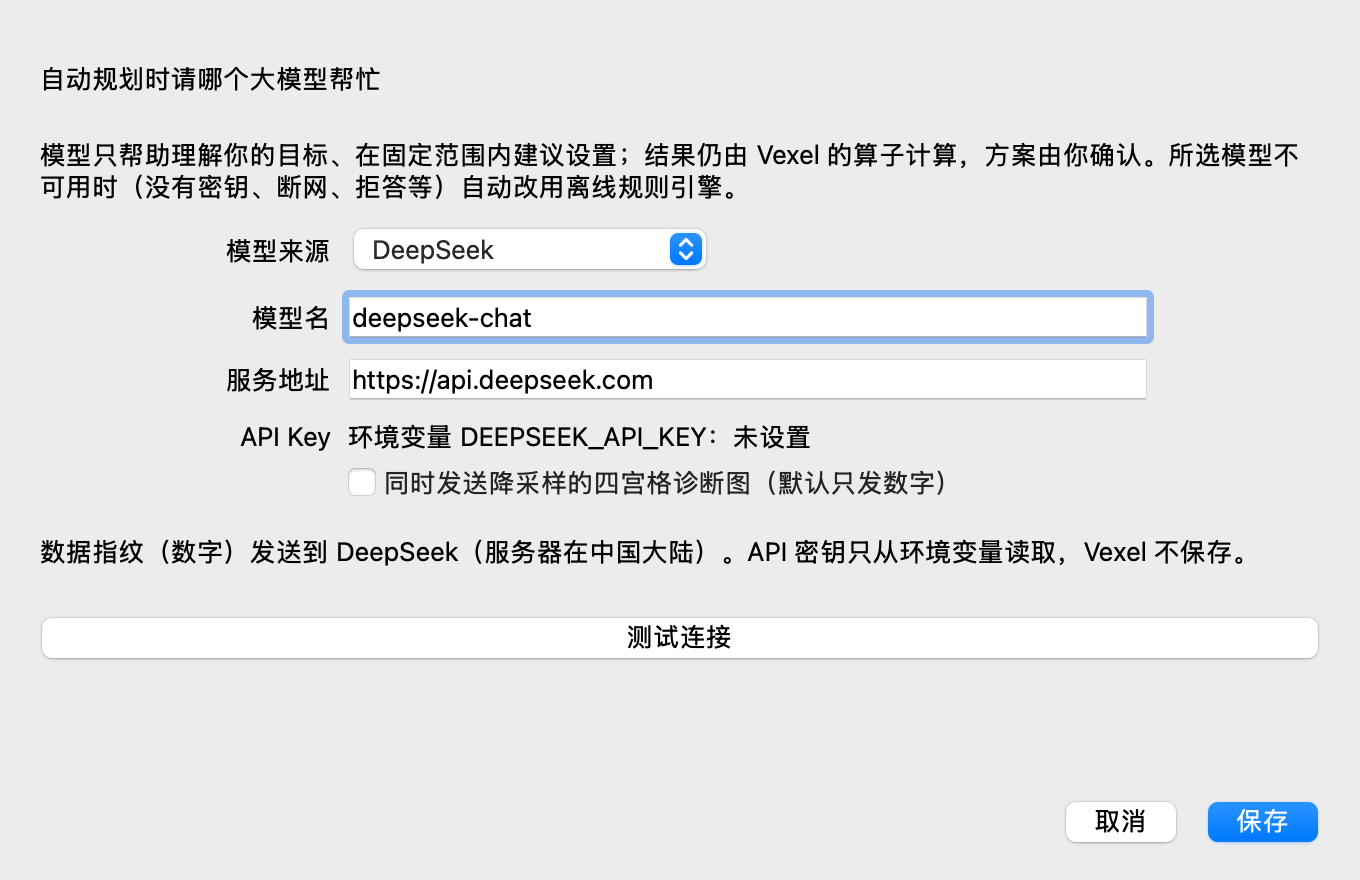 自动规划时请哪个大模型帮忙
模型只帮助理解你的目标、在固定范围内建议设置；结果仍由 Vexel 的算子计算，方案由你确认。所选模型不
可用时（没有密钥、断网、拒答等）自动改用离线规则引擎。
模型来源 DeepSeek
模型名 deepseek-chat
服务地址 https://api.deepseek.com
API Key 环境变量 DEEPSEEK_API_KEY：未设置
同时发送降采样的四宫格诊断图（默认只发数字）
数据指纹（数字）发送到 DeepSeek（服务器在中国大陆）。API 密钥只从环境变量读取，Vexel 不保存。
测试连接
取消 保存